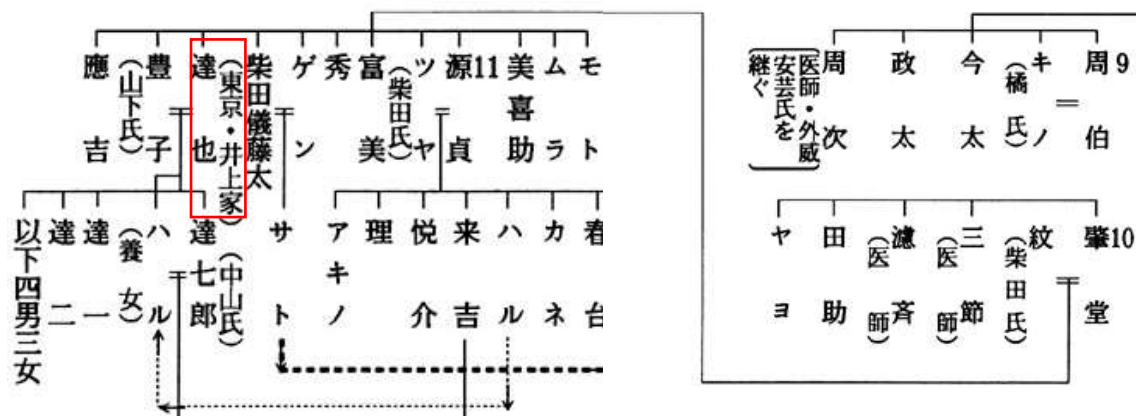 周伯 9
キノ
(橘氏)
今太
政太
周次
(医師・外戚
安芸氏を
継ぐ)
肇堂 10
紋
(柴田氏)
三節
(医師)
濾斉
(医師)
田助
ヤヨ
モト
ムラ
美喜助
源貞 11
ツヤ
(柴田氏)
富美
秀
ゲン
柴田儀藤太
達也
(東京・井上家)
豊子
(山下氏)
應吉
春台
カネ
ハル
来吉
悦介
理
アキノ
サト
(中山氏)
達七郎
ハル
(養女)
達一
達二
以下四男三女